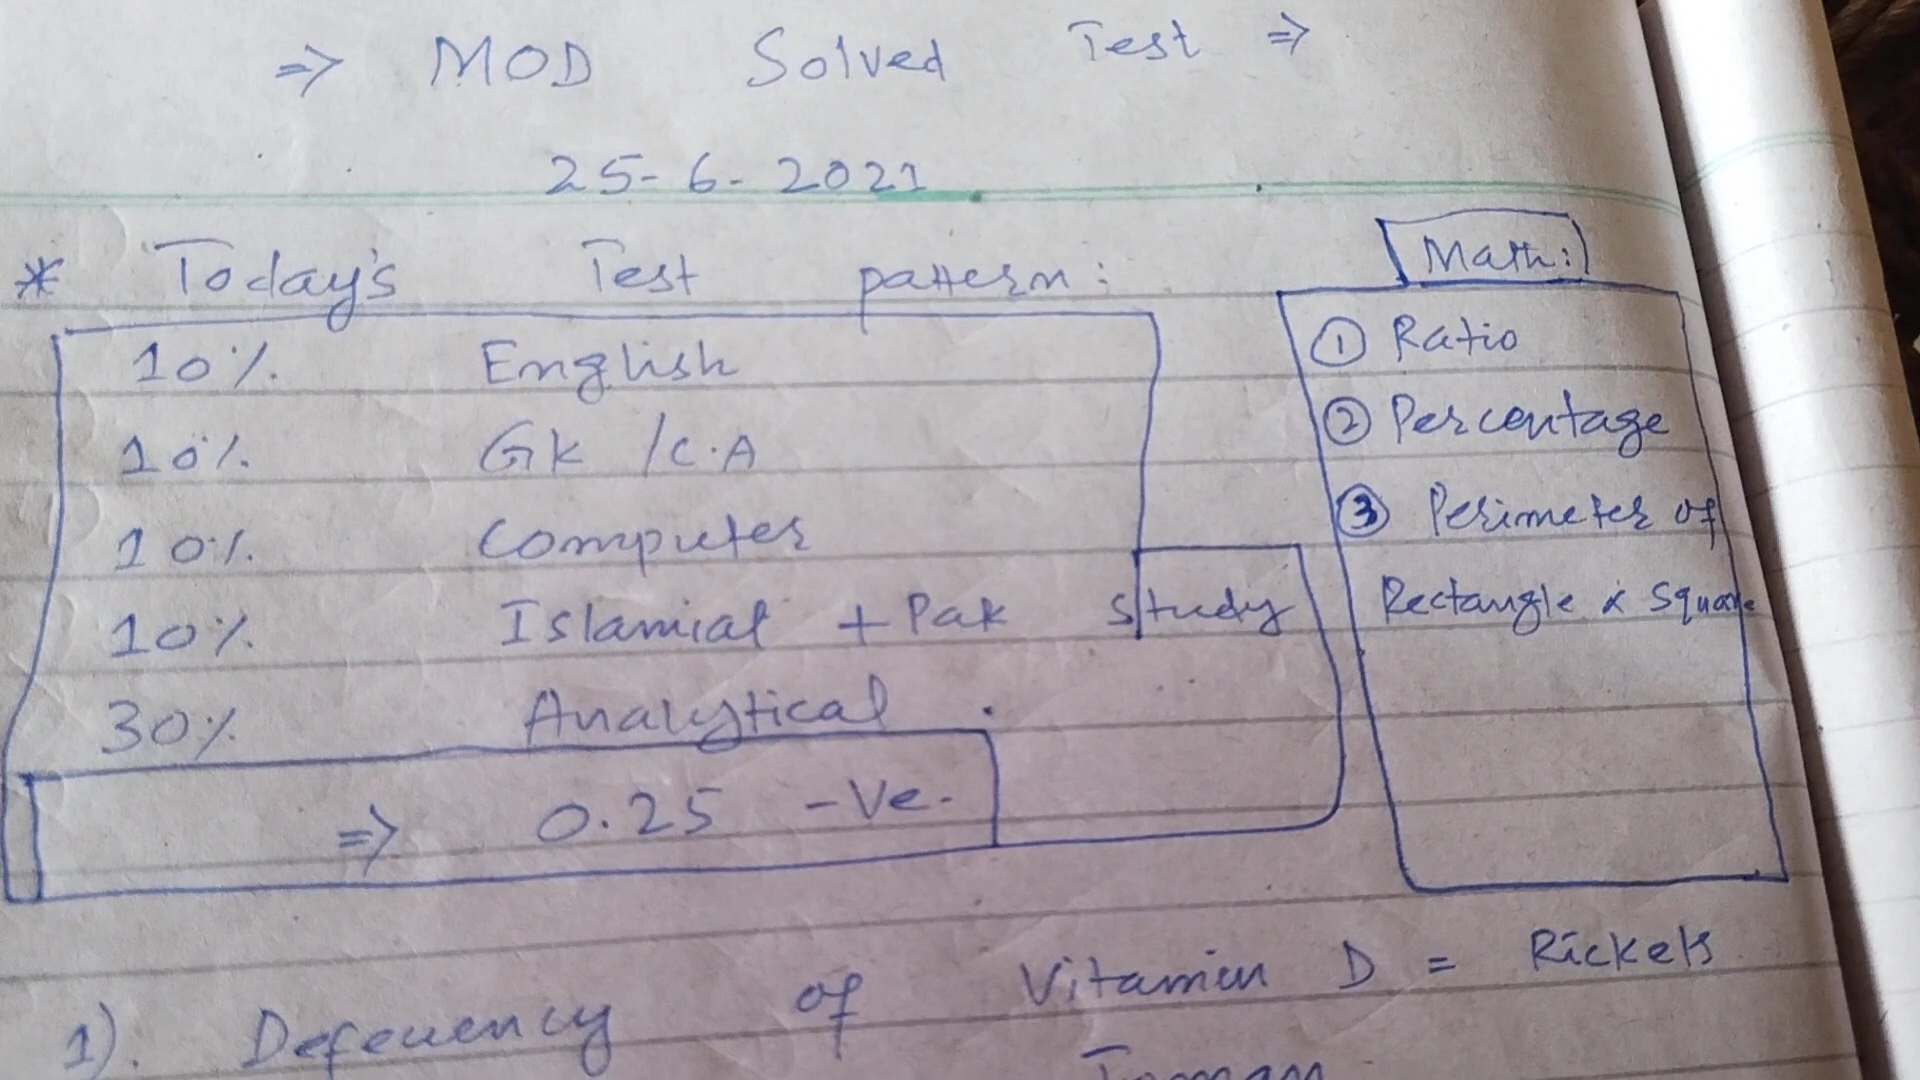 ⇒ MOD Solved Test ⇒
25-6-2021
* Today's Test pattern:
10% English
10% GK / C.A
10% Computer
10% Islamiat + Pak Study
30% Analytical.
⇒ 0.25 -Ve.
Math:
① Ratio
② Percentage
③ Perimeter of
Rectangle & Square
1). Defeuency of Vitamin D = Rickets